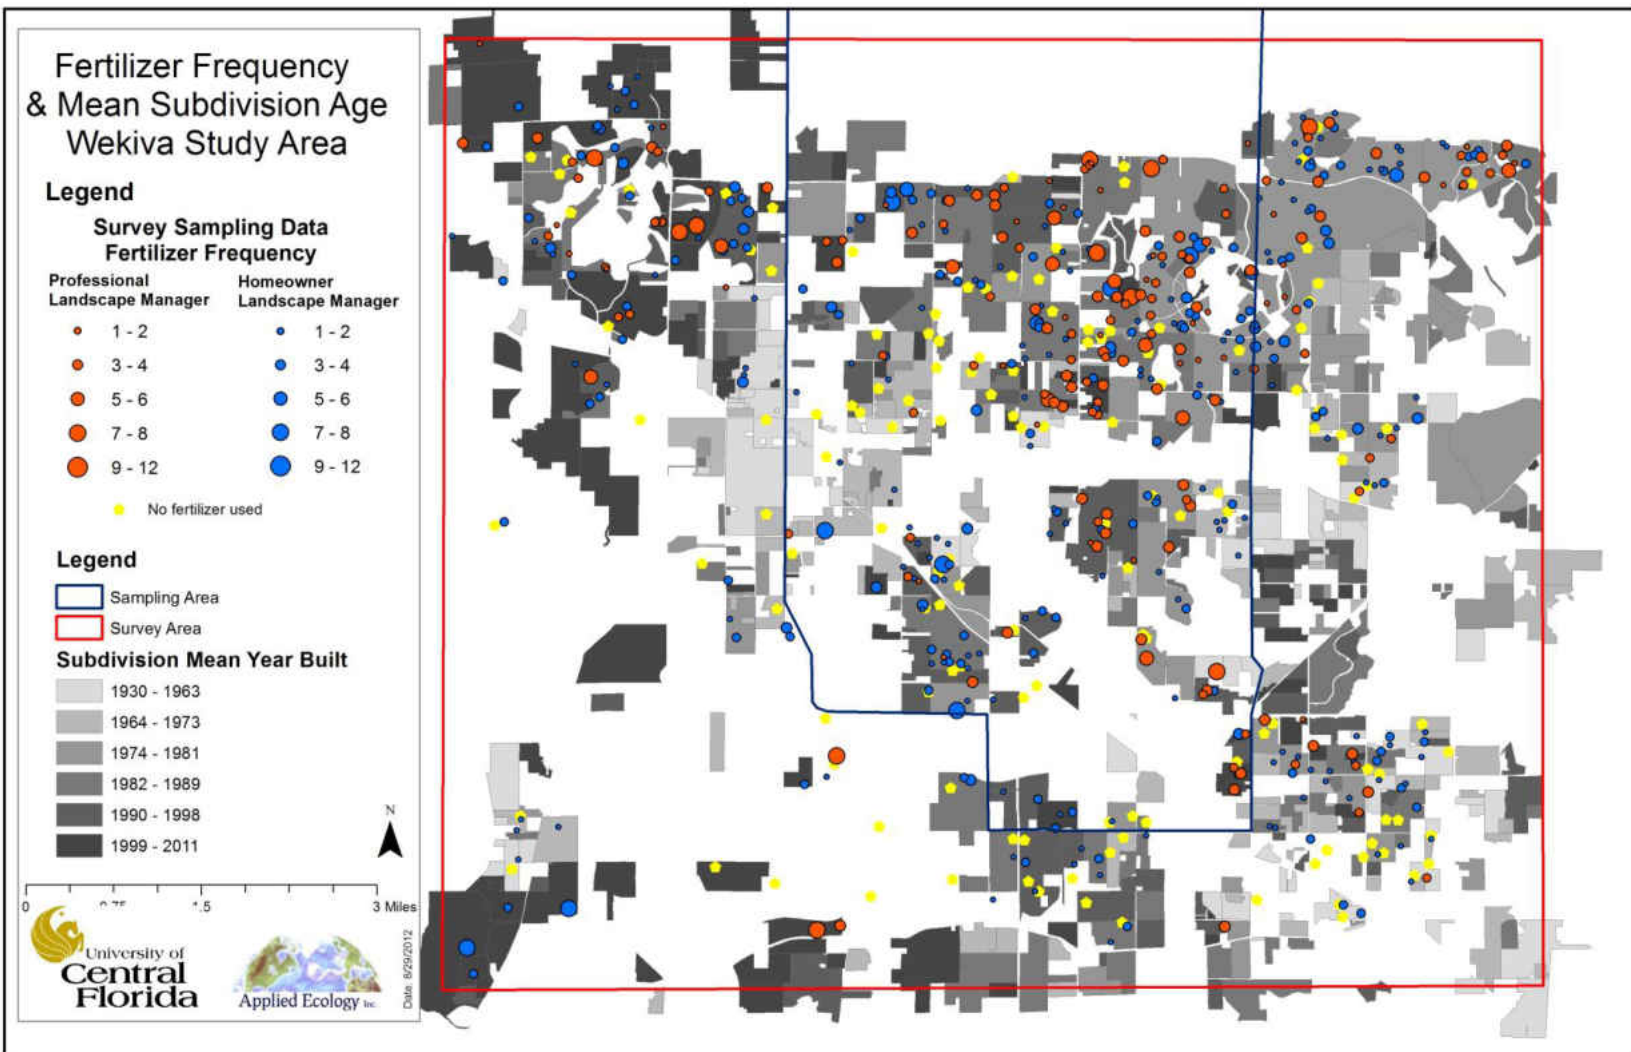 Fertilizer Frequency
& Mean Subdivision Age
Wekiva Study Area
Legend
Survey Sampling Data
Fertilizer Frequency
Professional
Landscape Manager
Homeowner
Landscape Manager
1 - 2
1 - 2
3 - 4
3 - 4
5 - 6
5 - 6
7 - 8
7 - 8
9 - 12
9 - 12
No fertilizer used
Legend
Sampling Area
Survey Area
Subdivision Mean Year Built
1930 - 1963
1964 - 1973
1974 - 1981
1982 - 1989
1990 - 1998
1999 - 2011
N
0
3 Miles
University of
Central
Florida
Applied Ecology Inc.
Date: 8/29/2012